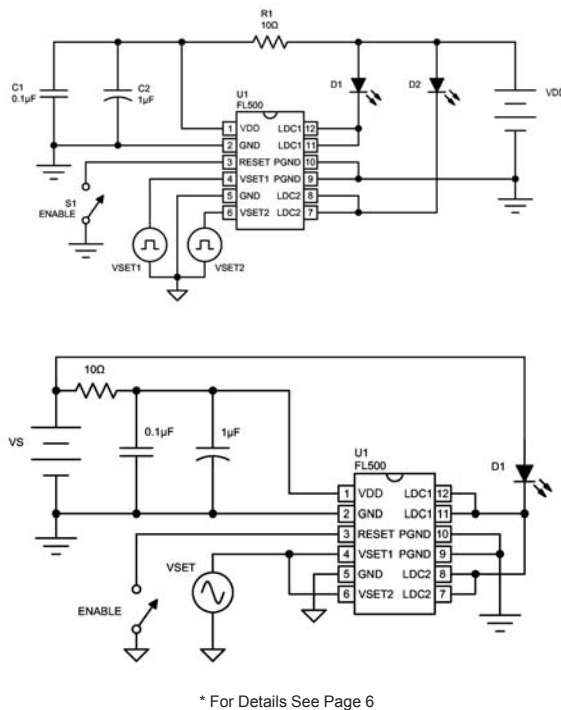 R1
10Ω
C1
0.1µF
C2
1µF
D1
D2
VDD
U1
FL500
1 VDD LDC1 12
2 GND LDC1 11
3 RESET PGND 10
4 VSET1 PGND 9
5 GND LDC2 8
6 VSET2 LDC2 7
S1
ENABLE
VSET1
VSET2
10Ω
VS
0.1µF
1µF
U1
FL500
D1
1 VDD LDC1 12
2 GND LDC1 11
3 RESET PGND 10
4 VSET1 PGND 9
5 GND LDC2 8
6 VSET2 LDC2 7
VSET
ENABLE
* For Details See Page 6